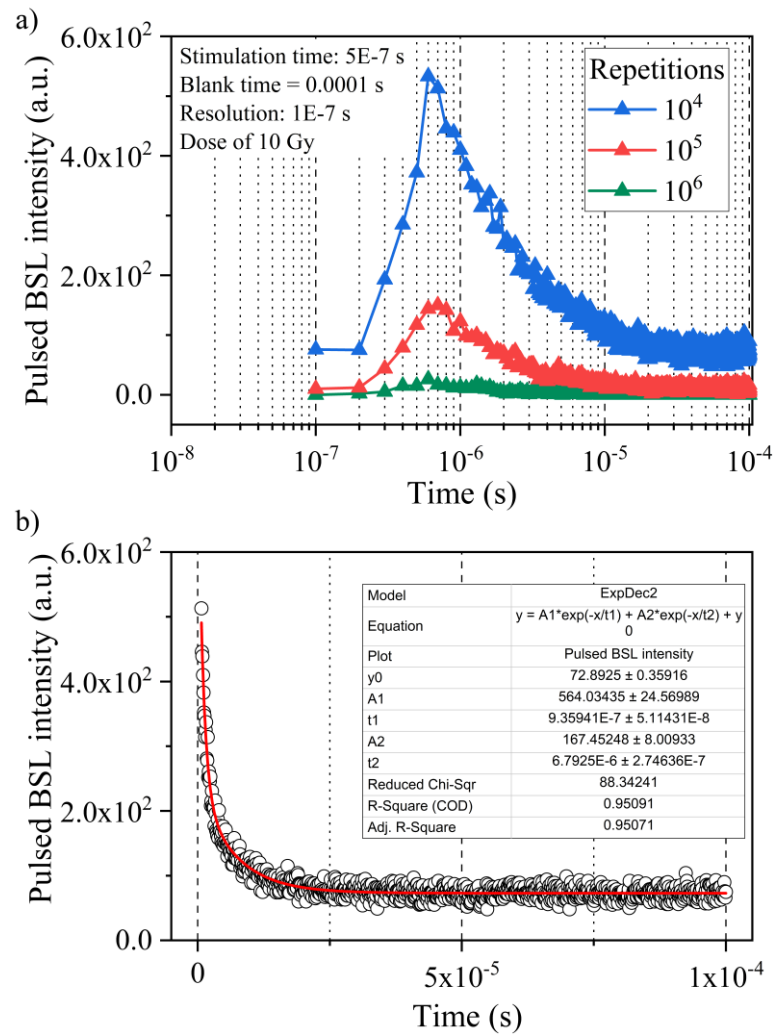 a)
6.0x10²
4.0x10²
2.0x10²
0.0
Pulsed BSL intensity (a.u.)
Stimulation time: 5E-7 s
Blank time = 0.0001 s
Resolution: 1E-7 s
Dose of 10 Gy
Repetitions
10⁴
10⁵
10⁶
10⁻⁸ 10⁻⁷ 10⁻⁶ 10⁻⁵ 10⁻⁴
Time (s)
b)
6.0x10²
4.0x10²
2.0x10²
0.0
Pulsed BSL intensity (a.u.)
Model ExpDec2
Equation y = A1*exp(-x/t1) + A2*exp(-x/t2) + y
0
Plot Pulsed BSL intensity
y0 72.8925 ± 0.35916
A1 564.03435 ± 24.56989
t1 9.35941E-7 ± 5.11431E-8
A2 167.45248 ± 8.00933
t2 6.7925E-6 ± 2.74636E-7
Reduced Chi-Sqr 88.34241
R-Square (COD) 0.95091
Adj. R-Square 0.95071
0 5x10⁻⁵ 1x10⁻⁴
Time (s)